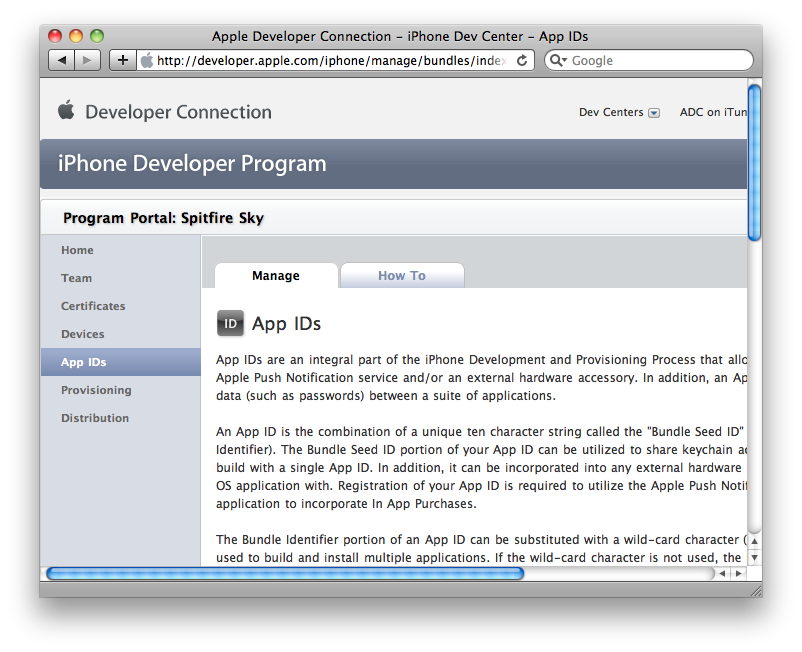 Apple Developer Connection – iPhone Dev Center – App IDs
http://developer.apple.com/iphone/manage/bundles/index
Google
Developer Connection
Dev Centers
ADC on iTun
iPhone Developer Program
Program Portal: Spitfire Sky
Home
Team
Certificates
Devices
App IDs
Provisioning
Distribution
Manage
How To
ID
App IDs
App IDs are an integral part of the iPhone Development and Provisioning Process that allo
Apple Push Notification service and/or an external hardware accessory. In addition, an Ap
data (such as passwords) between a suite of applications.
An App ID is the combination of a unique ten character string called the "Bundle Seed ID"
Identifier). The Bundle Seed ID portion of your App ID can be utilized to share keychain ac
build with a single App ID. In addition, it can be incorporated into any external hardware
OS application with. Registration of your App ID is required to utilize the Apple Push Notif
application to incorporate In App Purchases.
The Bundle Identifier portion of an App ID can be substituted with a wild-card character (
used to build and install multiple applications. If the wild-card character is not used, the